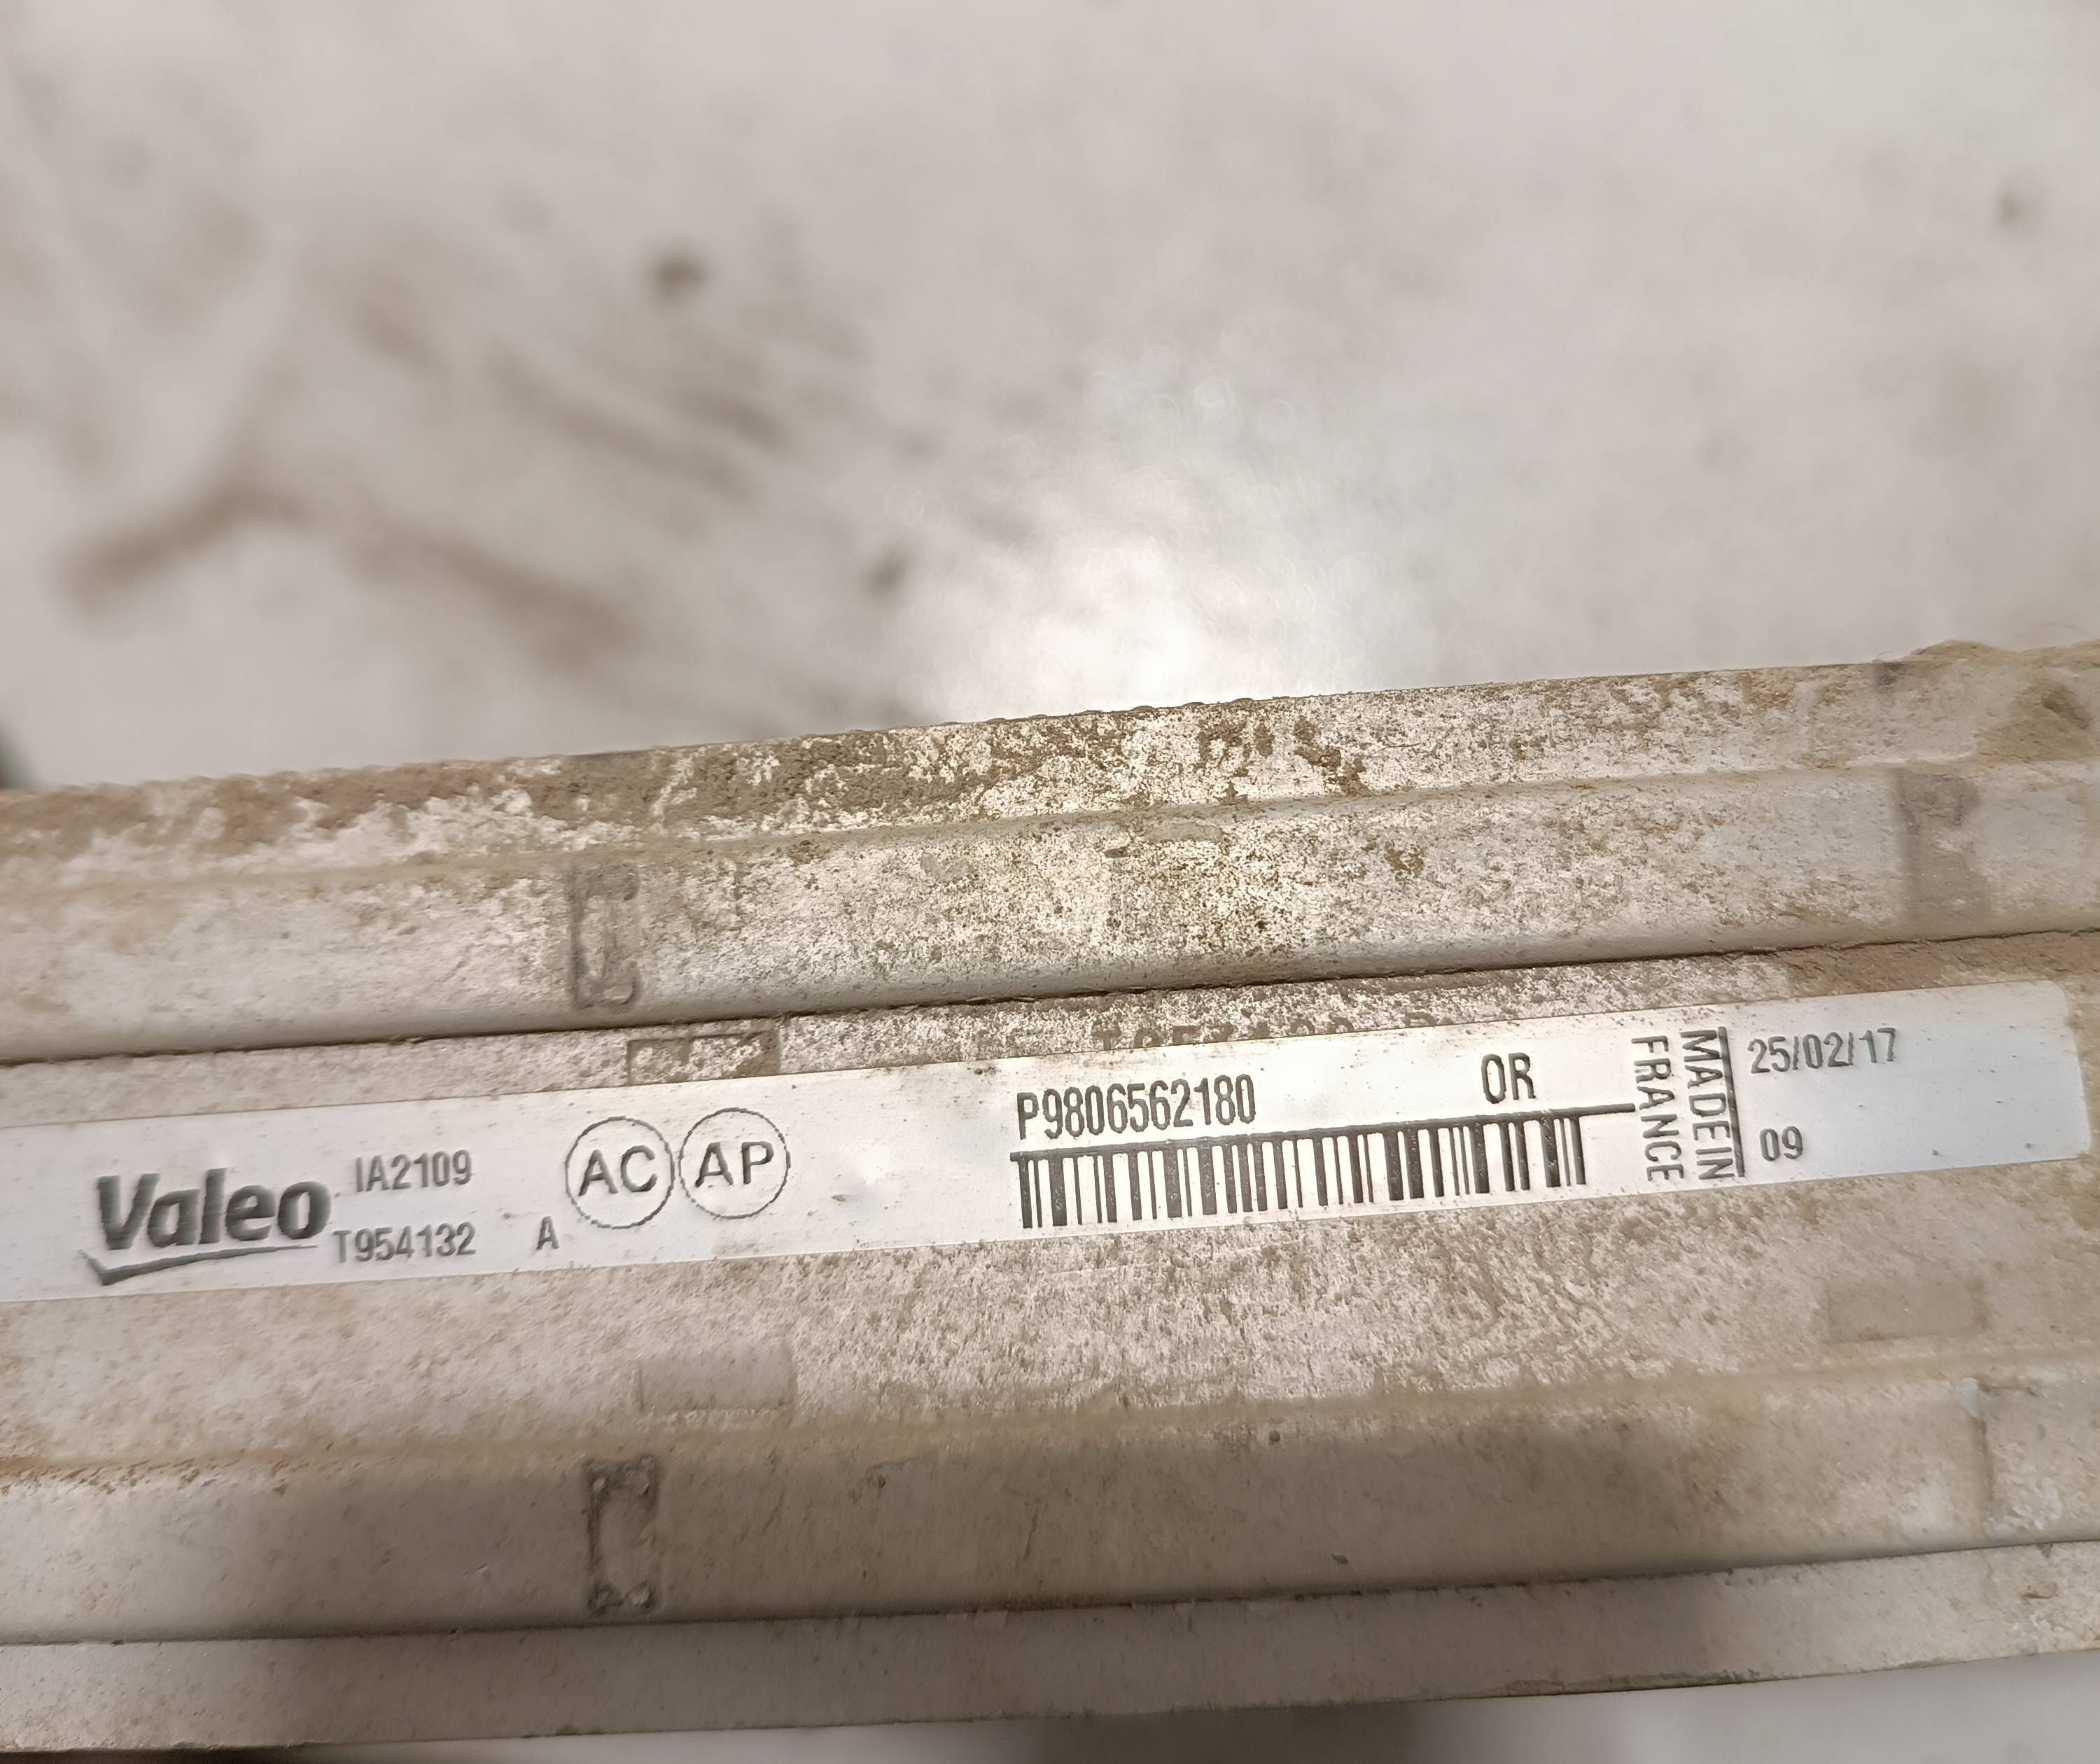 Valeo
IA2109
T954132 A
AC
AP
P9806562180 OR
MADE IN
FRANCE
25/02/17
09